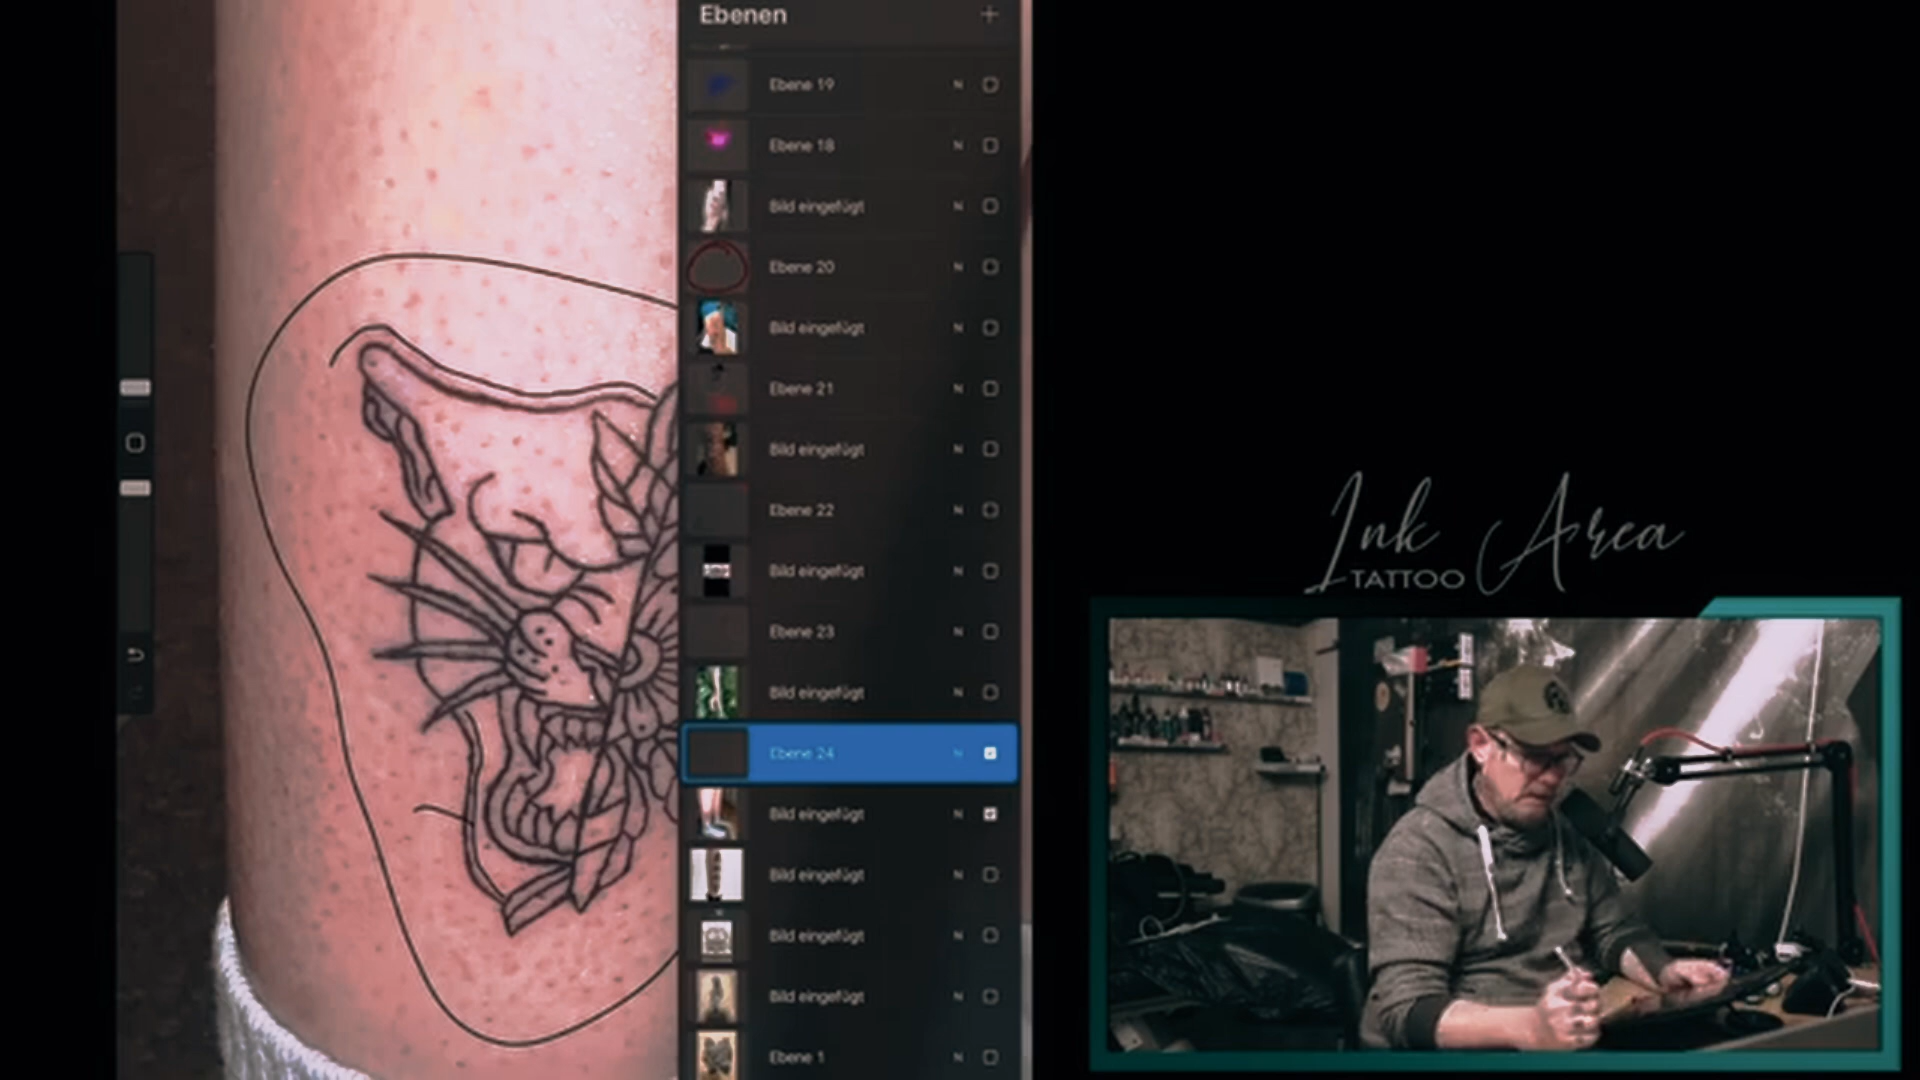 Ebenen
Ebene 19 N
Ebene 18 N
Bild eingefügt N
Ebene 20 N
Bild eingefügt N
Ebene 21 N
Bild eingefügt N
Ebene 22 N
Bild eingefügt N
Ebene 23 N
Bild eingefügt N
Ebene 24 N
Bild eingefügt N
Bild eingefügt N
Bild eingefügt N
Bild eingefügt N
Ebene 1 N
Ink Area
TATTOO